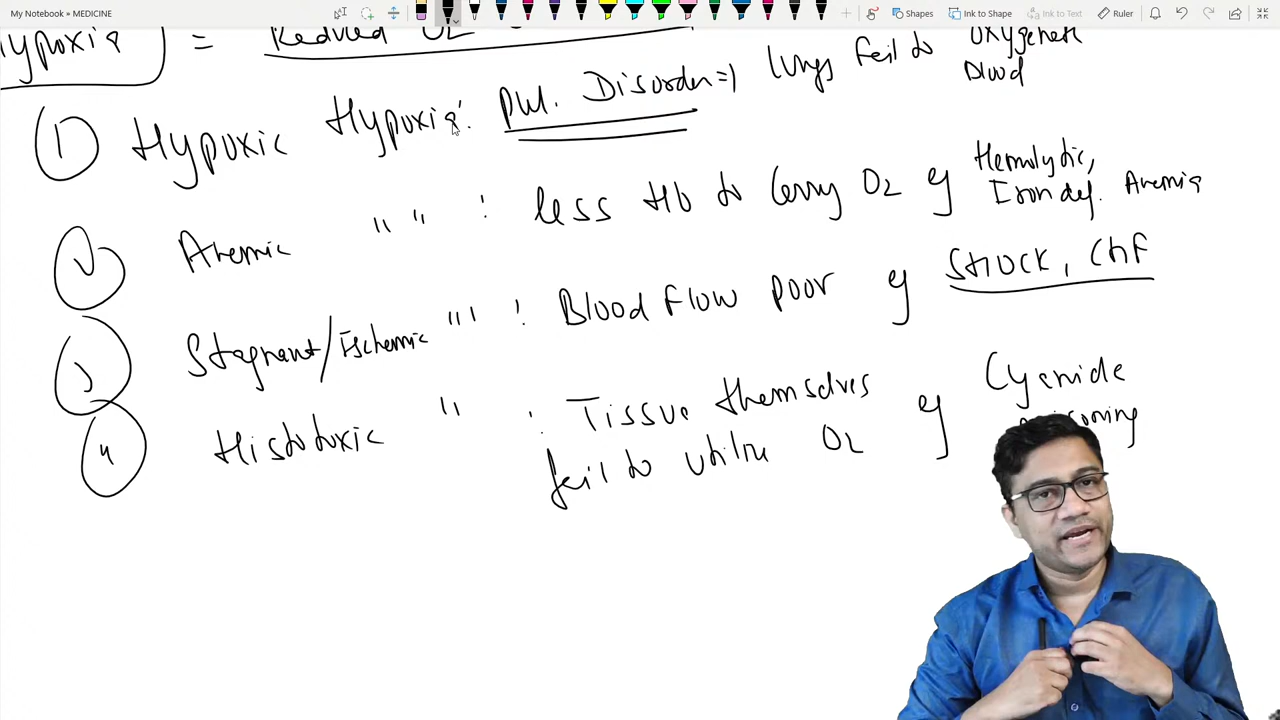 My Notebook » MEDICINE
Shapes
Ink to Shape
Ink to Text
Ruler
Hypoxia = Reduced O2
① Hypoxic Hypoxia: Pul. Disorder => lungs fail to oxygenate
Blood
② Anemic " " : less Hb to carry O2 eg Hemolytic,
Iron def. Anemia
③ Stagnant/Ischemic " " : Blood flow poor eg SHOCK, CHF
④ Histotoxic " : Tissue themselves
fail to utilize O2 eg Cyanide